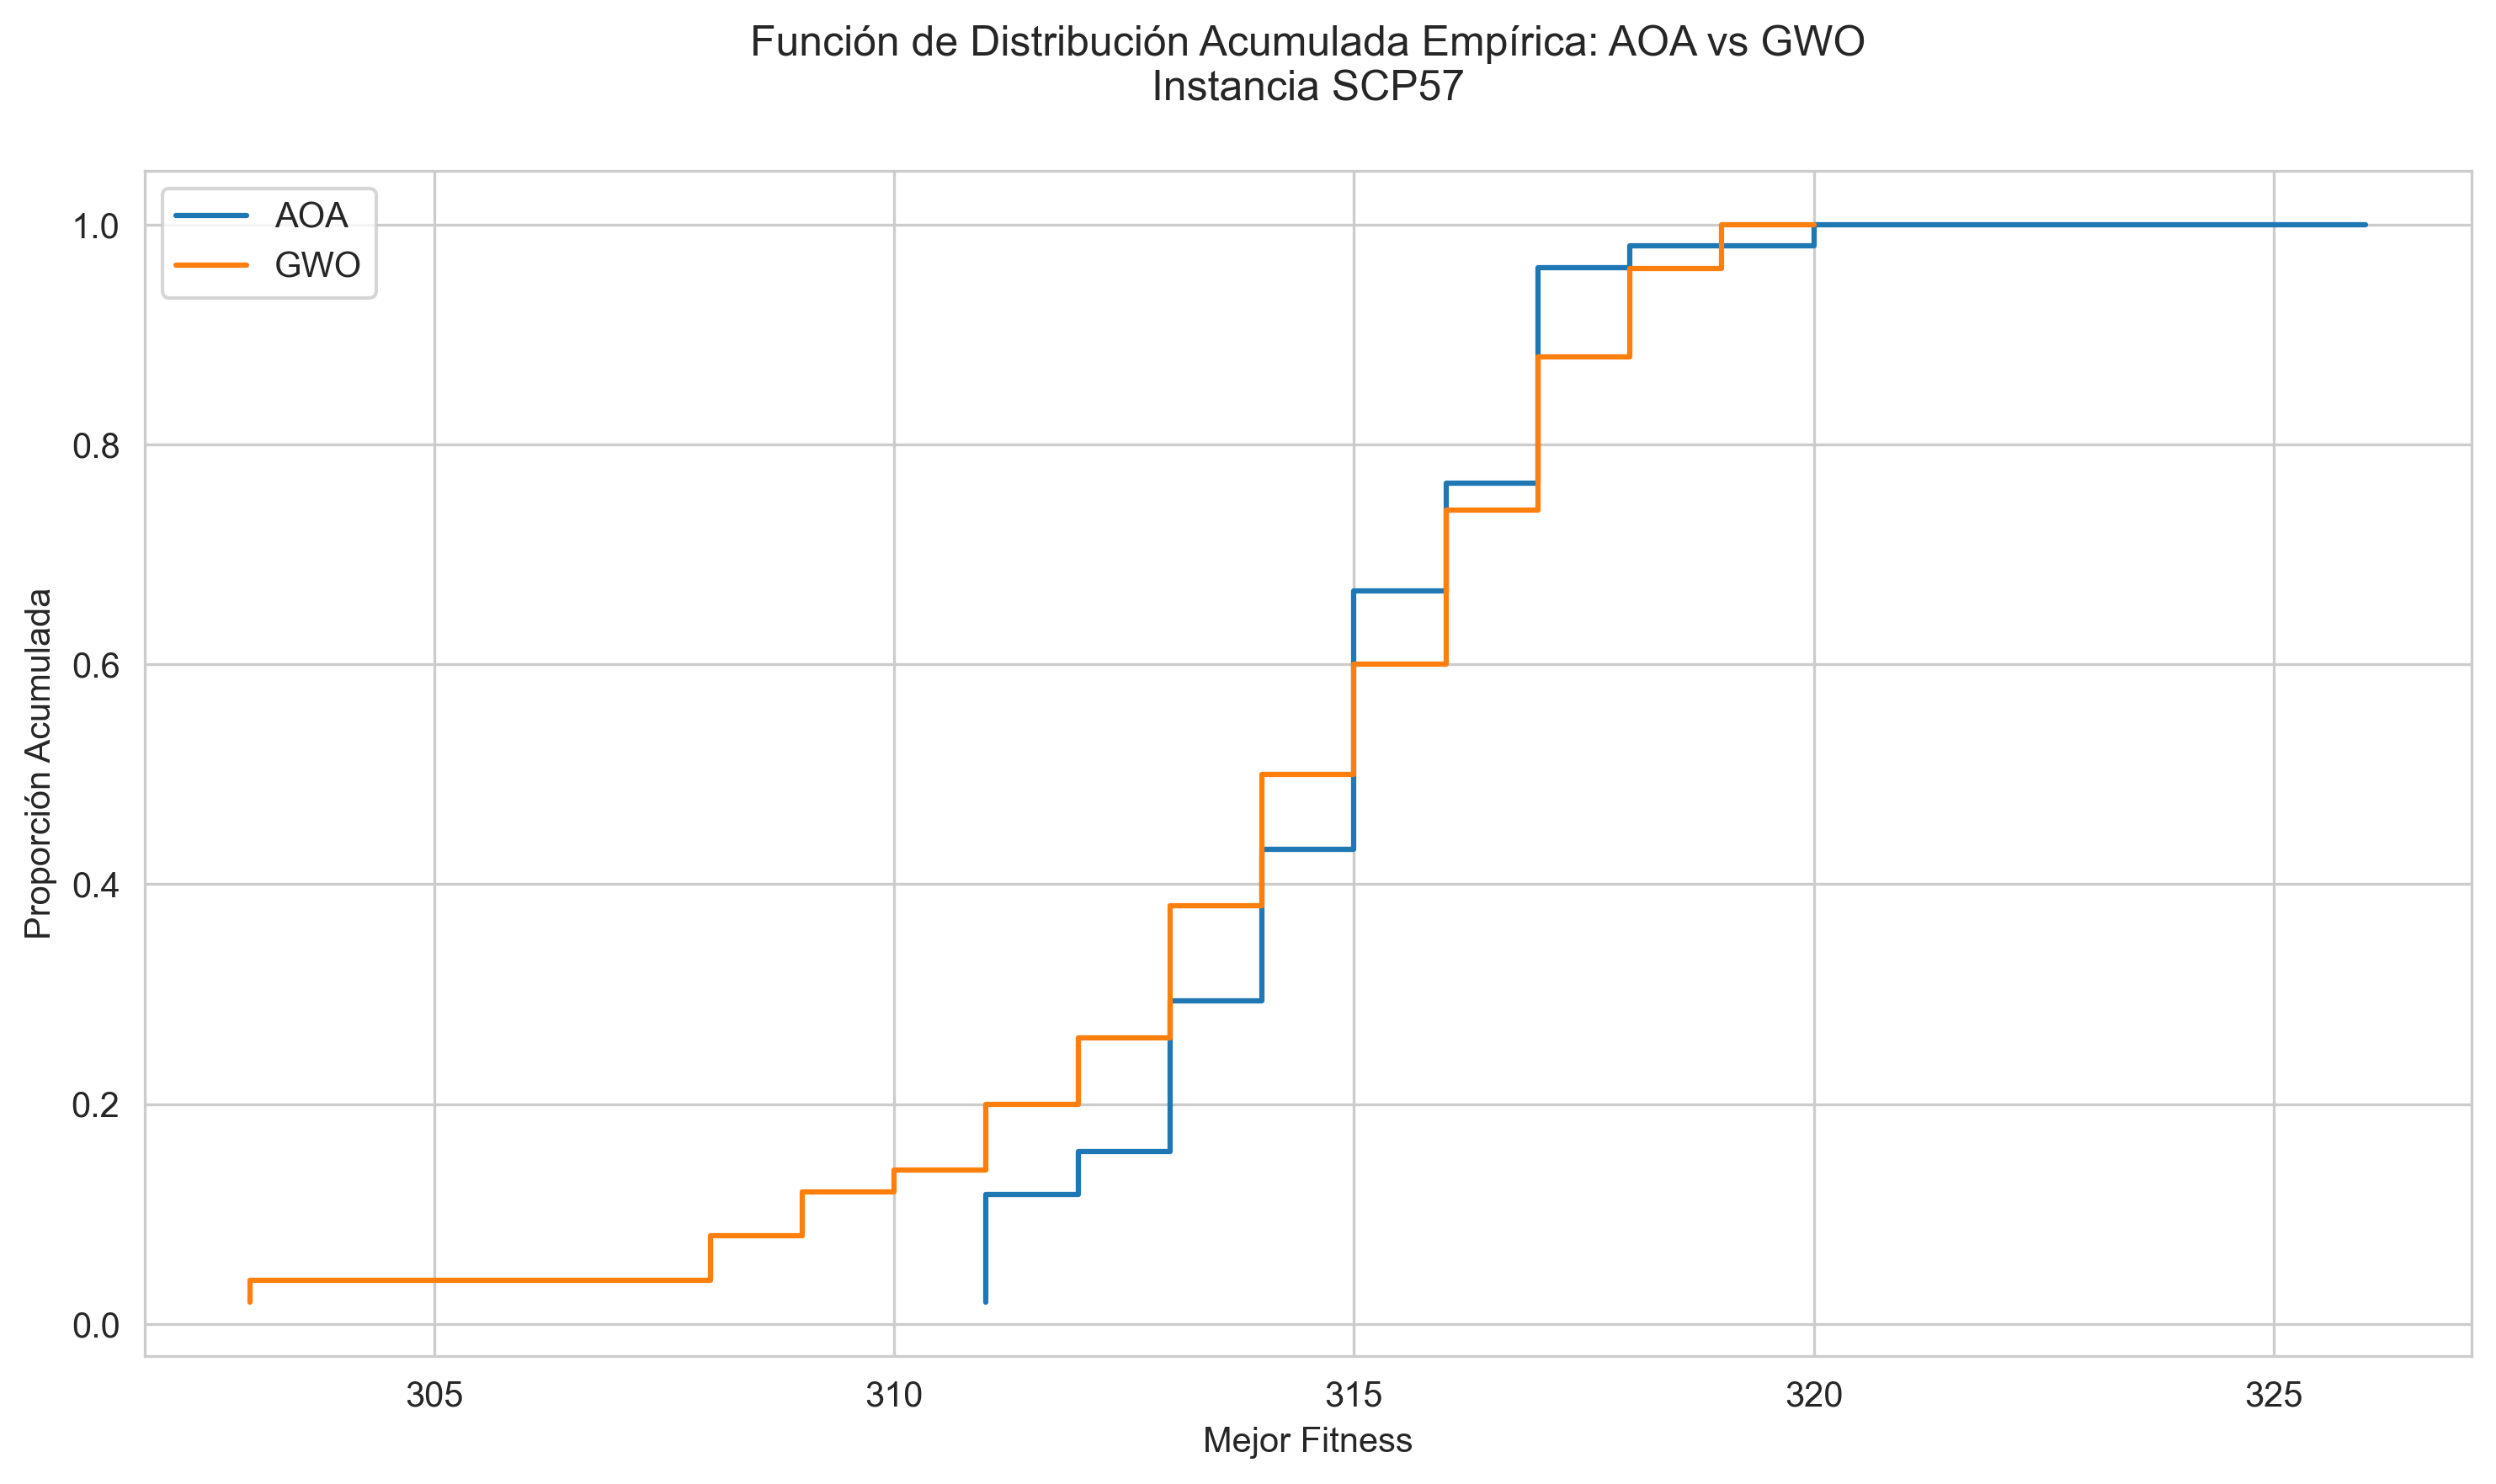 Función de Distribución Acumulada Empírica: AOA vs GWO
Instancia SCP57
AOA
GWO
1.0
0.8
0.6
0.4
0.2
0.0
Proporción Acumulada
305
310
315
320
325
Mejor Fitness